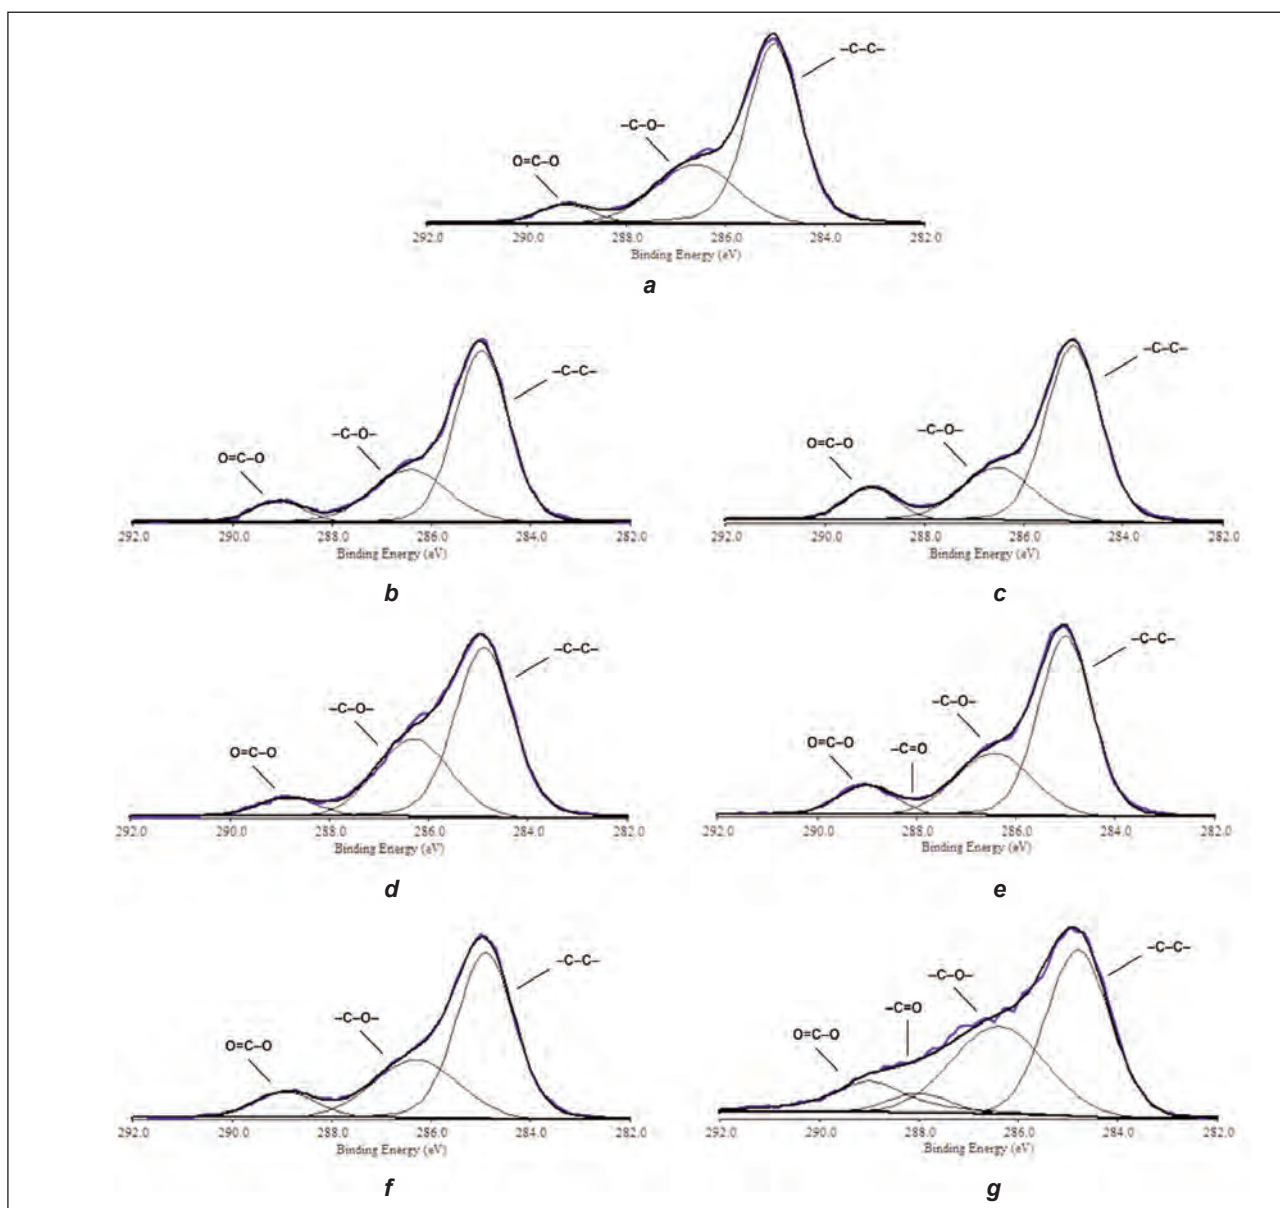 –C–C–
–C–O–
O=C–O
292.0 290.0 288.0 286.0 284.0 282.0
Binding Energy (eV)
a
–C–C–
–C–O–
O=C–O
292.0 290.0 288.0 286.0 284.0 282.0
Binding Energy (eV)
b
–C–C–
–C–O–
O=C–O
292.0 290.0 288.0 286.0 284.0 282.0
Binding Energy (eV)
c
–C–C–
–C–O–
O=C–O
292.0 290.0 288.0 286.0 284.0 282.0
Binding Energy (eV)
d
–C–C–
–C–O–
O=C–O –C=O
292.0 290.0 288.0 286.0 284.0 282.0
Binding Energy (eV)
e
–C–C–
–C–O–
O=C–O
292.0 290.0 288.0 286.0 284.0 282.0
Binding Energy (eV)
f
–C–C–
–C–O–
–C=O
O=C–O
292.0 290.0 288.0 286.0 284.0 282.0
Binding Energy (eV)
g